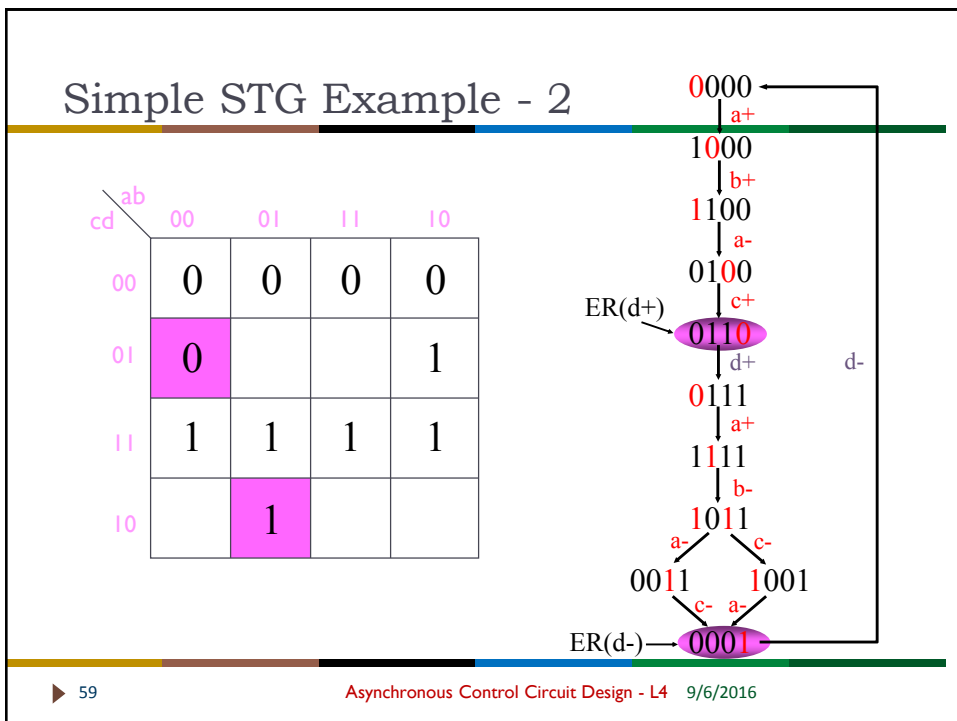 Simple STG Example - 2
ab
cd
00 01 11 10
00 0 0 0 0
01 0 1
11 1 1 1 1
10 1
0000
a+
1000
b+
1100
a-
0100
c+
ER(d+)
0110
d+ d-
0111
a+
1111
b-
1011
a- c-
0011 1001
c- a-
ER(d-) 0001
59 Asynchronous Control Circuit Design - L4 9/6/2016